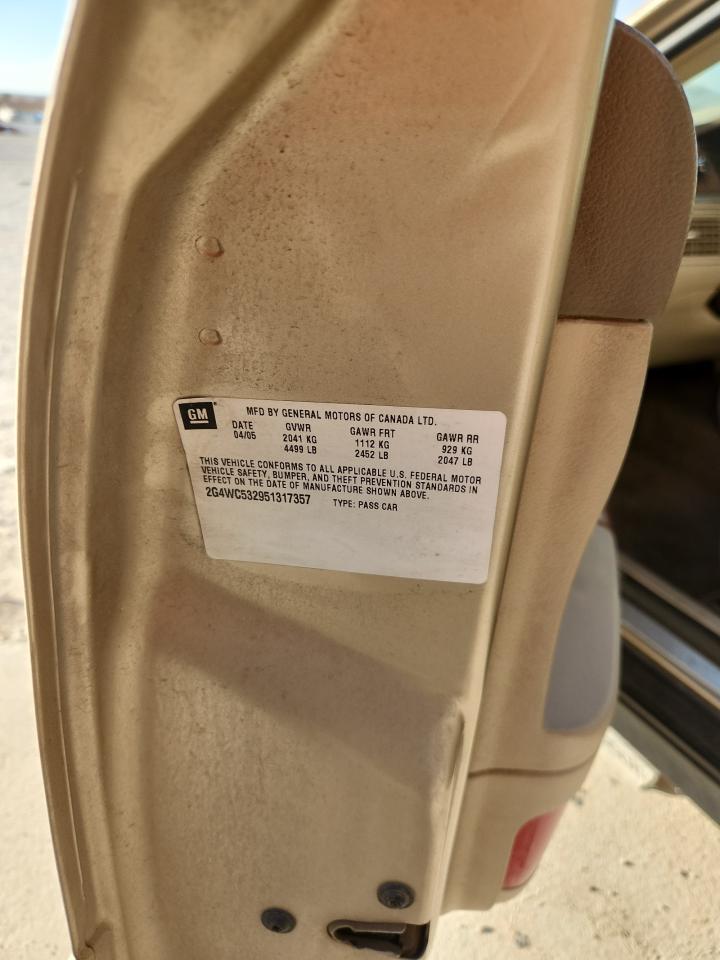 GM
MFD BY GENERAL MOTORS OF CANADA LTD.
DATE GVWR GAWR FRT GAWR RR
04/05 2041 KG 1112 KG 929 KG
4499 LB 2452 LB 2047 LB
THIS VEHICLE CONFORMS TO ALL APPLICABLE U.S. FEDERAL MOTOR
VEHICLE SAFETY, BUMPER, AND THEFT PREVENTION STANDARDS IN
EFFECT ON THE DATE OF MANUFACTURE SHOWN ABOVE.
2G4WC532951317357 TYPE: PASS CAR